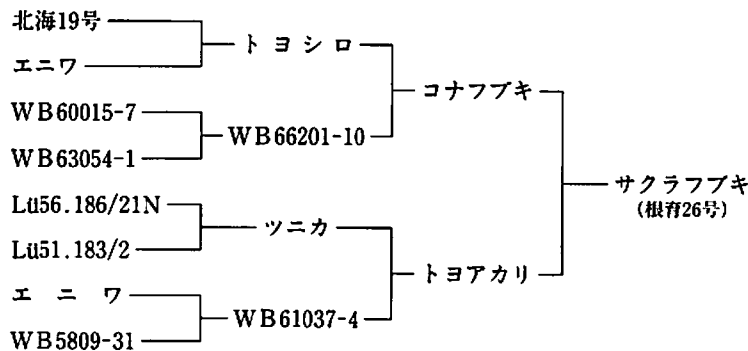 北海19号
トヨシロ
エニワ
コナフブキ
WB60015-7
WB66201-10
WB63054-1
サクラフブキ
(根育26号)
Lü56.186/21N
ツニカ
Lü51.183/2
トヨアカリ
エニワ
WB61037-4
WB5809-31